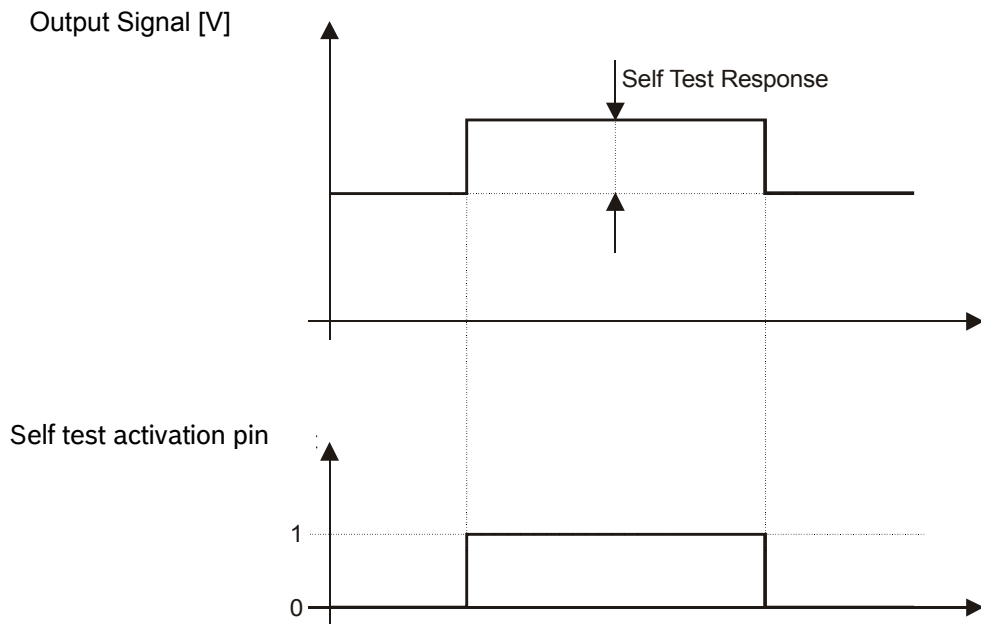 Output Signal [V]
Self Test Response
Self test activation pin
:
1
0